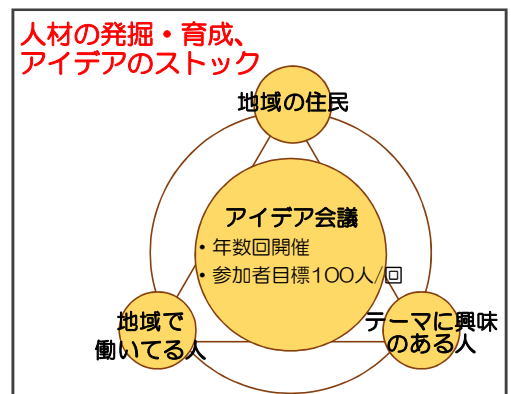 人材の発掘・育成、
アイデアのストック
地域の住民
アイデア会議
・年数回開催
・参加者目標100人/回
地域で
働いてる人
テーマに興味
のある人